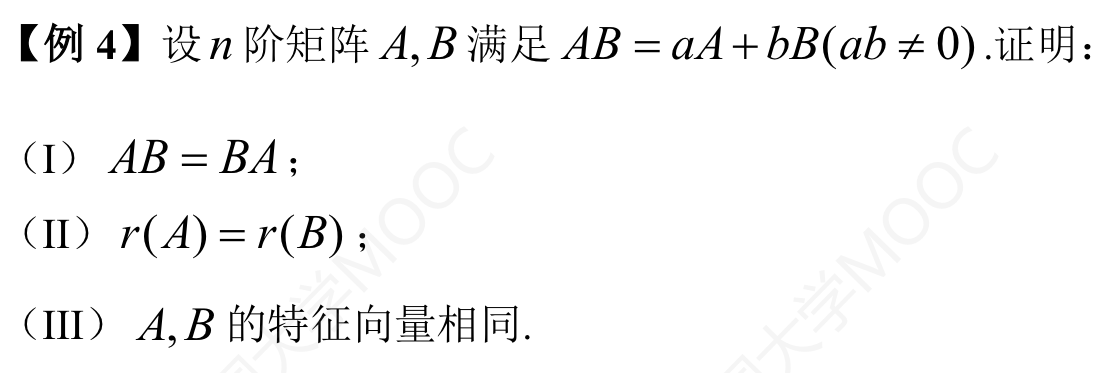 【例 4】设 n 阶矩阵 A, B 满足 AB = aA + bB(ab ≠ 0) .证明：
（I） AB = BA；
（II） r(A) = r(B)；
（III） A, B 的特征向量相同.
大学MOOC
大学MOOC